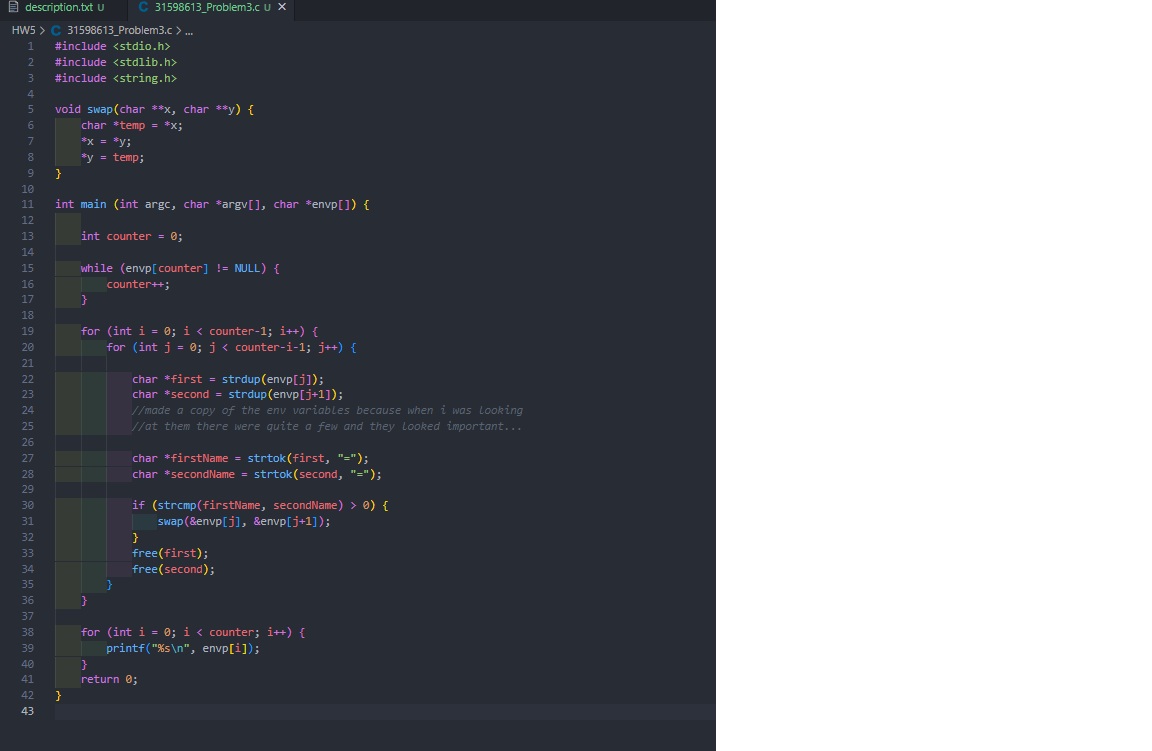 description.txt U
C 31598613_Problem3.c U ✕
HW5 > C 31598613_Problem3.c > ...
1 #include <stdio.h>
2 #include <stdlib.h>
3 #include <string.h>
4
5 void swap(char **x, char **y) {
6     char *temp = *x;
7     *x = *y;
8     *y = temp;
9 }
10
11 int main (int argc, char *argv[], char *envp[]) {
12
13     int counter = 0;
14
15     while (envp[counter] != NULL) {
16         counter++;
17     }
18
19     for (int i = 0; i < counter-1; i++) {
20         for (int j = 0; j < counter-i-1; j++) {
21
22             char *first = strdup(envp[j]);
23             char *second = strdup(envp[j+1]);
24             //made a copy of the env variables because when i was looking
25             //at them there were quite a few and they looked important...
26
27             char *firstName = strtok(first, "=");
28             char *secondName = strtok(second, "=");
29
30             if (strcmp(firstName, secondName) > 0) {
31                 swap(&envp[j], &envp[j+1]);
32             }
33             free(first);
34             free(second);
35         }
36     }
37
38     for (int i = 0; i < counter; i++) {
39         printf("%s\n", envp[i]);
40     }
41     return 0;
42 }
43